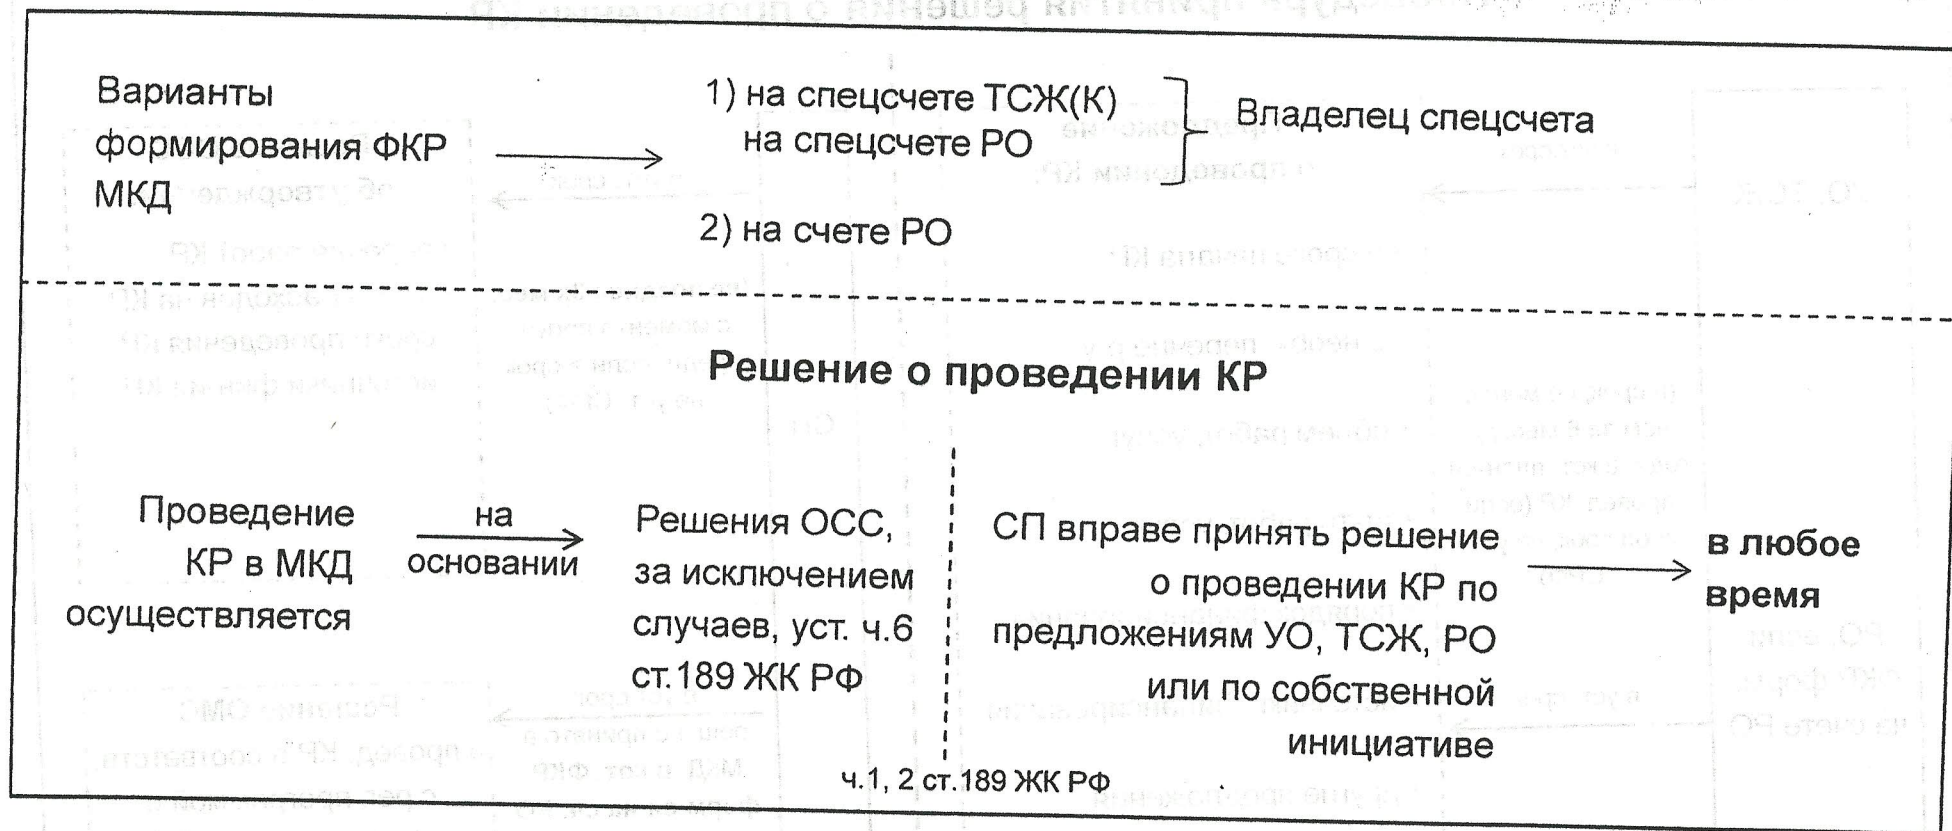 Варианты
формирования ФКР
МКД
1) на спецсчете ТСЖ(К)
на спецсчете РО
Владелец спецсчета
2) на счете РО
Решение о проведении КР
Проведение
КР в МКД
осуществляется
на
основании
Решения ОСС,
за исключением
случаев, уст. ч.6
ст.189 ЖК РФ
СП вправе принять решение
о проведении КР по
предложениям УО, ТСЖ, РО
или по собственной
инициативе
в любое
время
ч.1, 2 ст.189 ЖК РФ